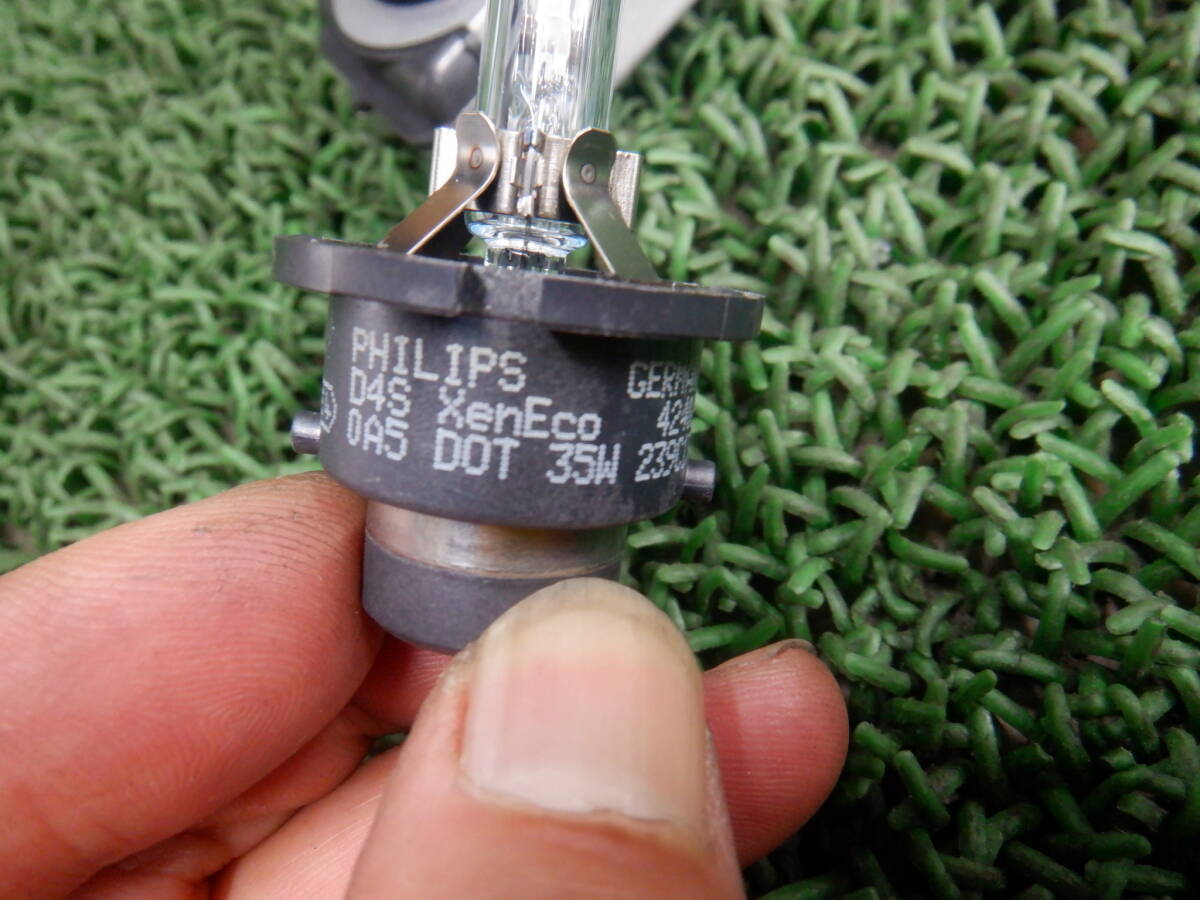 PHILIPS
D4S XenEco
0A5 DOT 35W